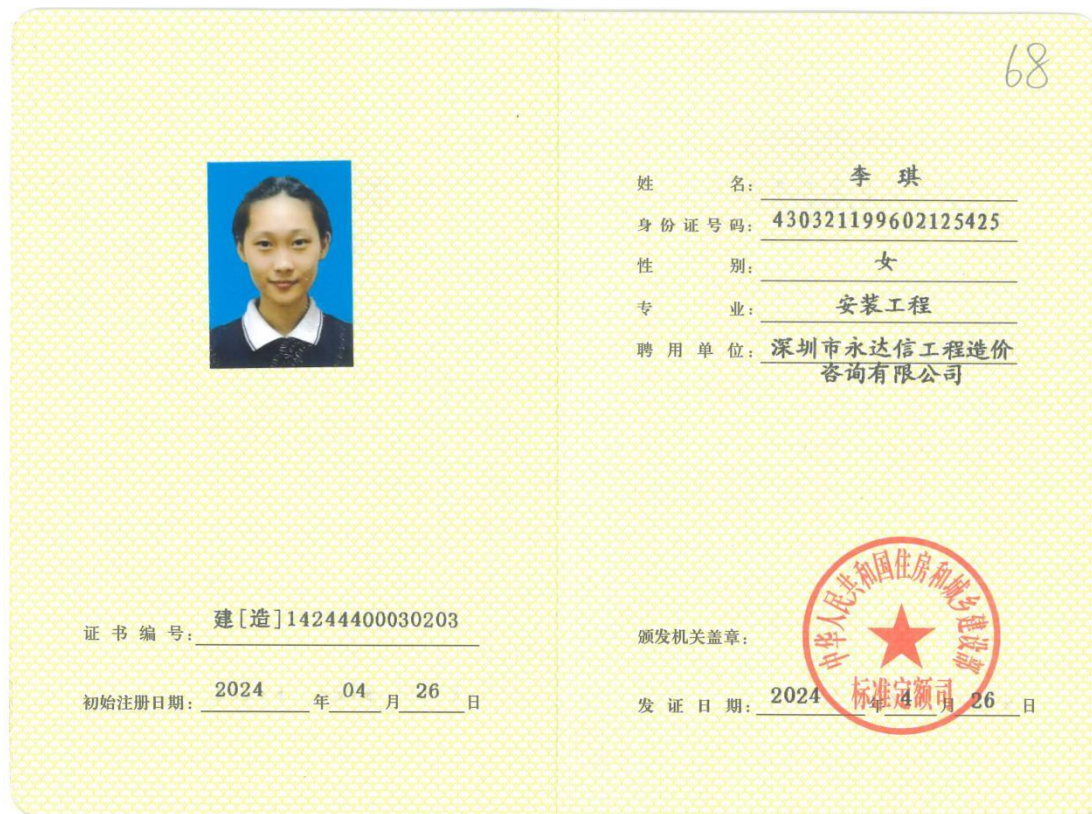 68
姓名: 李 琪
身份证号码: 430321199602125425
性别: 女
专业: 安装工程
聘用单位: 深圳市永达信工程造价
咨询有限公司
证书编号: 建[造]14244400030203
初始注册日期: 2024 年 04 月 26 日
颁发机关盖章:
中华人民共和国住房和城乡建设部
标准定额司
发证日期: 2024 年 4 月 26 日